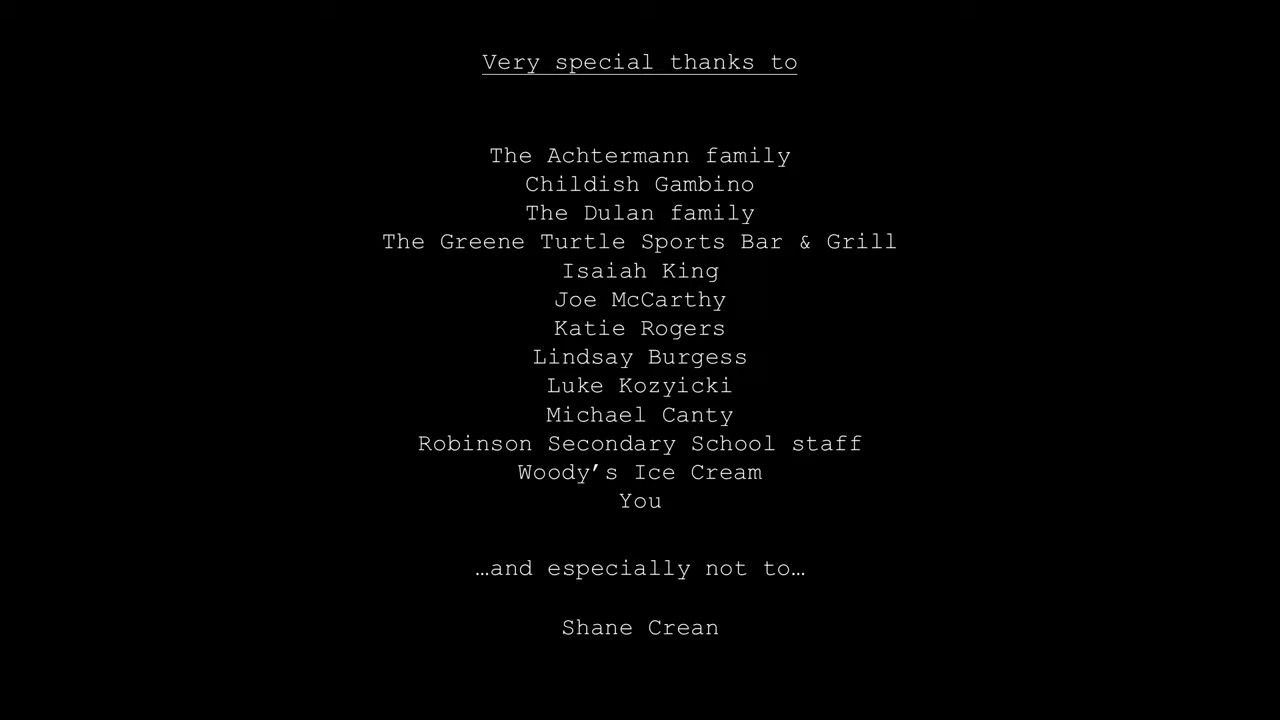 Very special thanks to
The Achtermann family
Childish Gambino
The Dulan family
The Greene Turtle Sports Bar & Grill
Isaiah King
Joe McCarthy
Katie Rogers
Lindsay Burgess
Luke Kozyicki
Michael Canty
Robinson Secondary School staff
Woody’s Ice Cream
You
…and especially not to…
Shane Crean